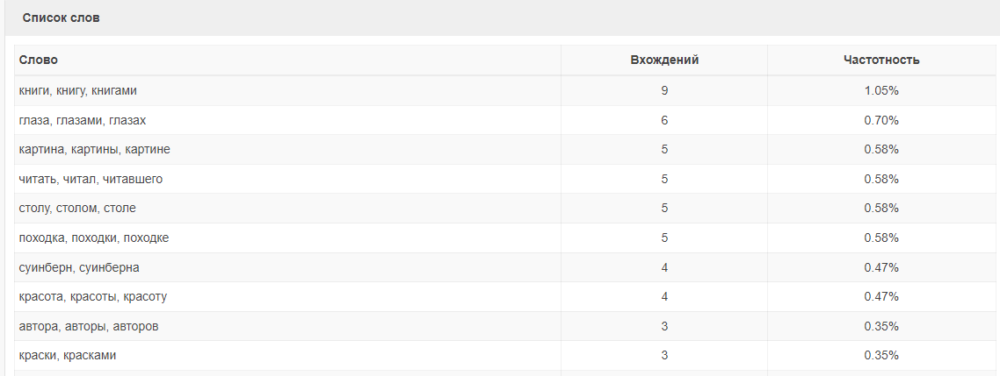 Список слов
Слово Вхождений Частотность
книги, книгу, книгами 9 1.05%
глаза, глазами, глазах 6 0.70%
картина, картины, картине 5 0.58%
читать, читал, читавшего 5 0.58%
столу, столом, столе 5 0.58%
походка, походки, походке 5 0.58%
суинберн, суинберна 4 0.47%
красота, красоты, красоту 4 0.47%
автора, авторы, авторов 3 0.35%
краски, красками 3 0.35%